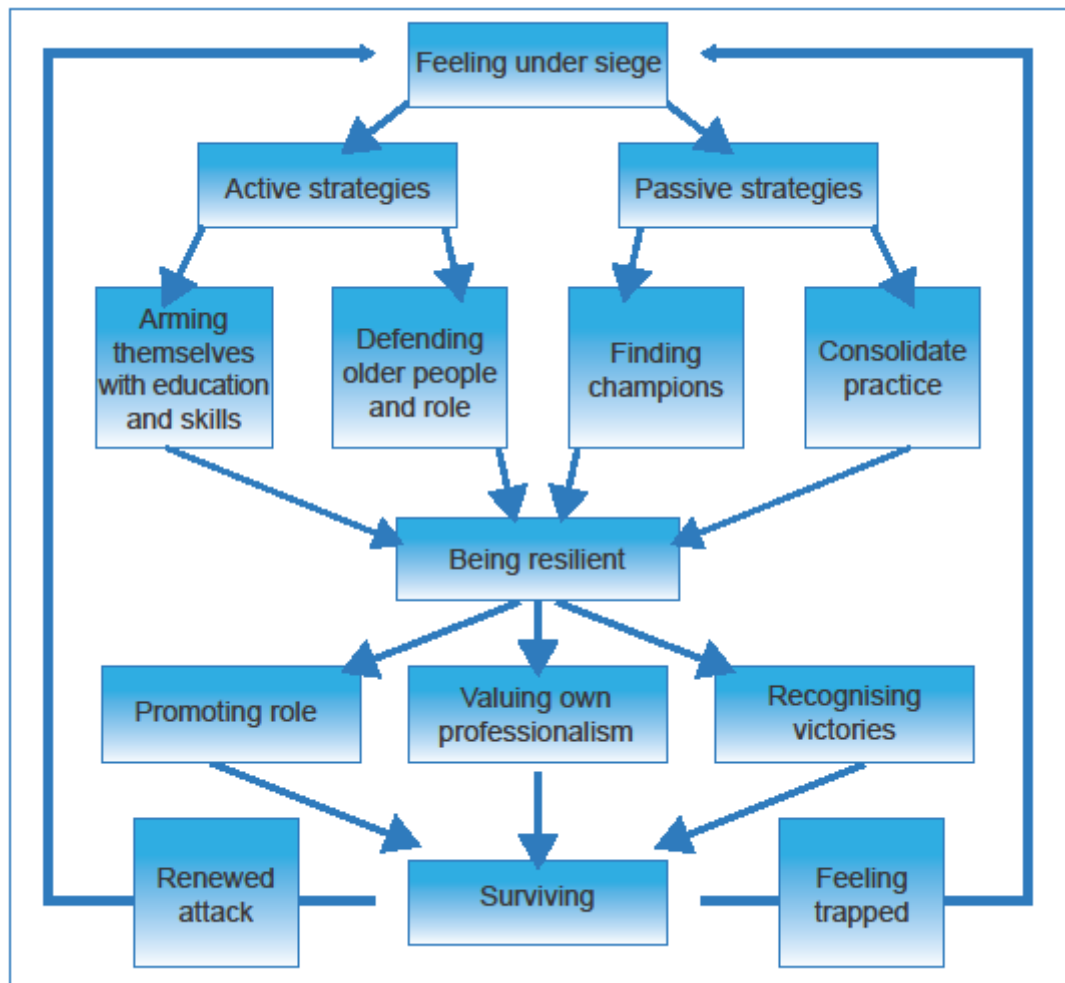 Feeling under siege
Active strategies
Passive strategies
Arming
themselves
with education
and skills
Defending
older people
and role
Finding
champions
Consolidate
practice
Being resilient
Promoting role
Valuing own
professionalism
Recognising
victories
Renewed
attack
Surviving
Feeling
trapped